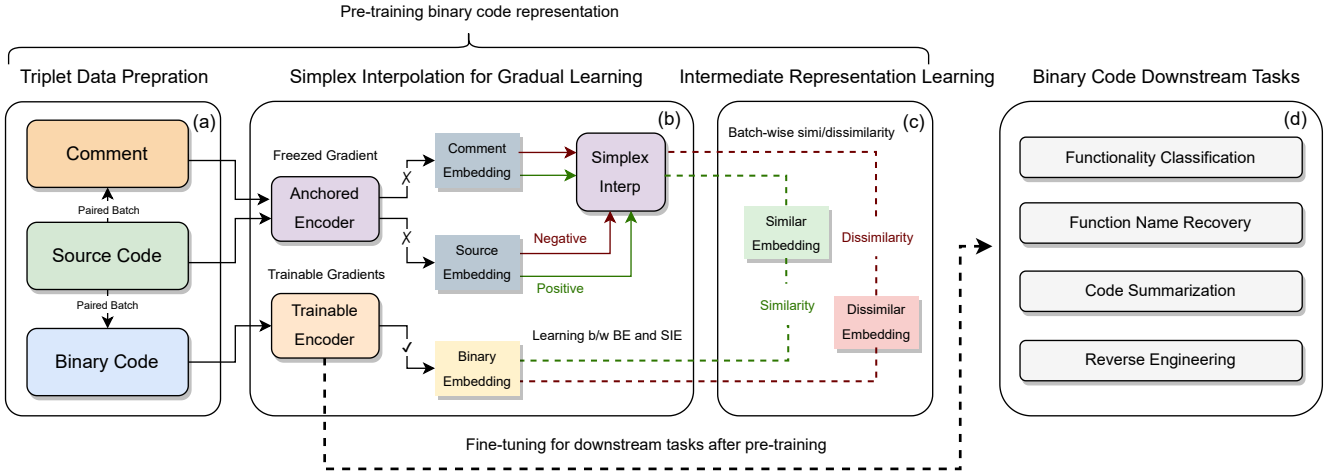 Pre-training binary code representation
Triplet Data Prepration
Simplex Interpolation for Gradual Learning
Intermediate Representation Learning
Binary Code Downstream Tasks
(a)
Comment
Paired Batch
Source Code
Paired Batch
Binary Code
(b)
Freezed Gradient
Anchored
Encoder
X
X
Trainable Gradients
Trainable
Encoder
✓
Comment
Embedding
Source
Embedding
Negative
Positive
Simplex
Interp
Learning b/w BE and SIE
Binary
Embedding
(c)
Batch-wise simi/dissimilarity
Similar
Embedding
Dissimilarity
Similarity
Dissimilar
Embedding
(d)
Functionality Classification
Function Name Recovery
Code Summarization
Reverse Engineering
Fine-tuning for downstream tasks after pre-training